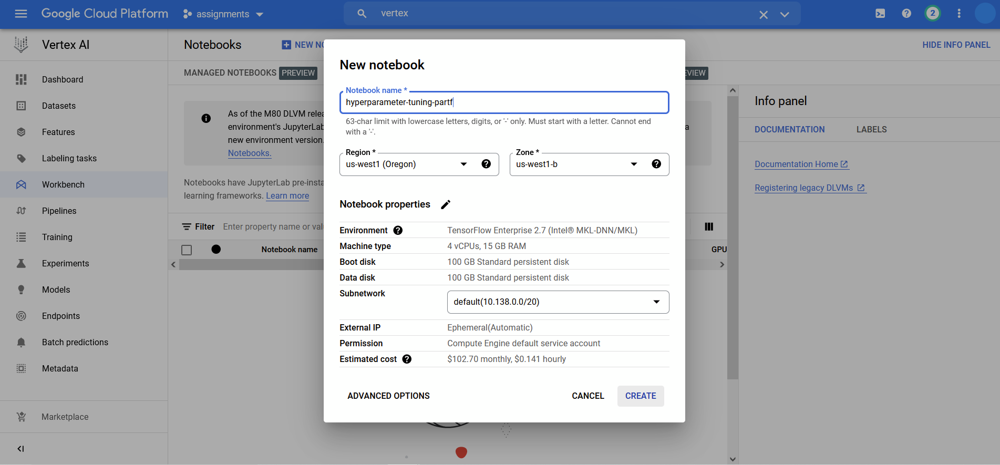 Google Cloud Platform
assignments
vertex
2
Vertex AI
Notebooks
NEW NO
HIDE INFO PANEL
Dashboard
Datasets
Features
Labeling tasks
Workbench
Pipelines
Training
Experiments
Models
Endpoints
Batch predictions
Metadata
Marketplace
MANAGED NOTEBOOKS PREVIEW
EVIEW
As of the M80 DLVM relea
environment's JupyterLab
new environment version.
Notebooks.
a
Notebooks have JupyterLab pre-insta
learning frameworks. Learn more
Filter Enter property name or valu
Notebook name
GPU
New notebook
Notebook name *
hyperparameter-tuning-partf
63-char limit with lowercase letters, digits, or '-' only. Must start with a letter. Cannot end
with a '-'.
Region *
us-west1 (Oregon)
Zone *
us-west1-b
Notebook properties
Environment TensorFlow Enterprise 2.7 (Intel® MKL-DNN/MKL)
Machine type 4 vCPUs, 15 GB RAM
Boot disk 100 GB Standard persistent disk
Data disk 100 GB Standard persistent disk
Subnetwork default(10.138.0.0/20)
External IP Ephemeral(Automatic)
Permission Compute Engine default service account
Estimated cost $102.70 monthly, $0.141 hourly
ADVANCED OPTIONS
CANCEL
CREATE
Info panel
DOCUMENTATION
LABELS
Documentation Home
Registering legacy DLVMs